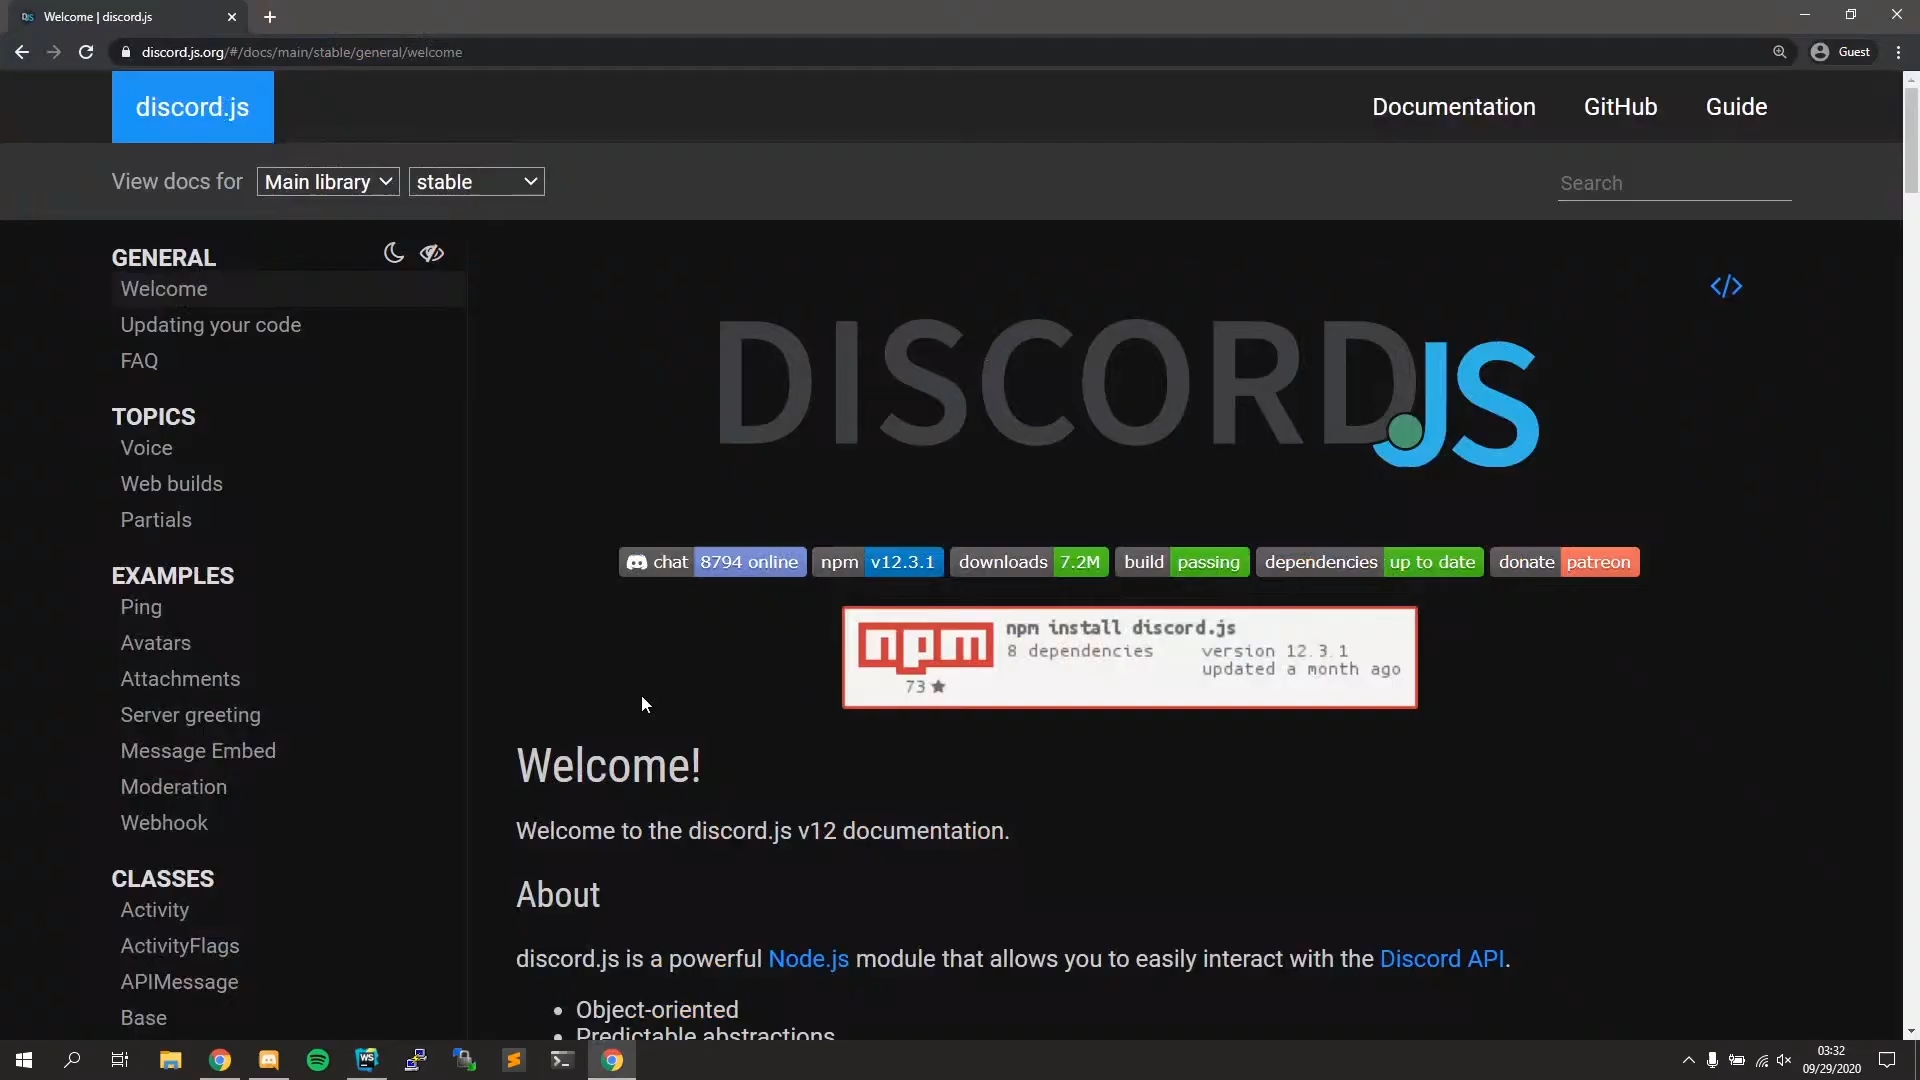 Welcome | discord.js
discord.js.org/#/docs/main/stable/general/welcome
Guest
discord.js
Documentation
GitHub
Guide
View docs for
Main library
stable
Search
GENERAL
Welcome
Updating your code
FAQ
TOPICS
Voice
Web builds
Partials
EXAMPLES
Ping
Avatars
Attachments
Server greeting
Message Embed
Moderation
Webhook
CLASSES
Activity
ActivityFlags
APIMessage
Base
DISCORD.JS
chat 8794 online
npm v12.3.1
downloads 7.2M
build passing
dependencies up to date
donate patreon
npm
npm install discord.js
8 dependencies
version 12.3.1
updated a month ago
73
Welcome!
Welcome to the discord.js v12 documentation.
About
discord.js is a powerful Node.js module that allows you to easily interact with the Discord API.
• Object-oriented
• Predictable abstractions
03:32
09/29/2020